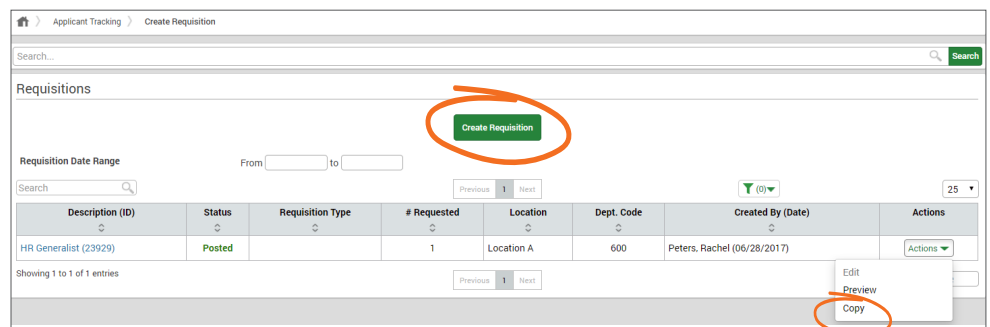 Applicant Tracking Create Requisition
Search... Search
Requisitions
Create Requisition
Requisition Date Range From to
Search Previous 1 Next (0) 25
Description (ID) Status Requisition Type # Requested Location Dept. Code Created By (Date) Actions
HR Generalist (23929) Posted 1 Location A 600 Peters, Rachel (06/28/2017) Actions
Showing 1 to 1 of 1 entries Previous 1 Next
Edit
Preview
Copy